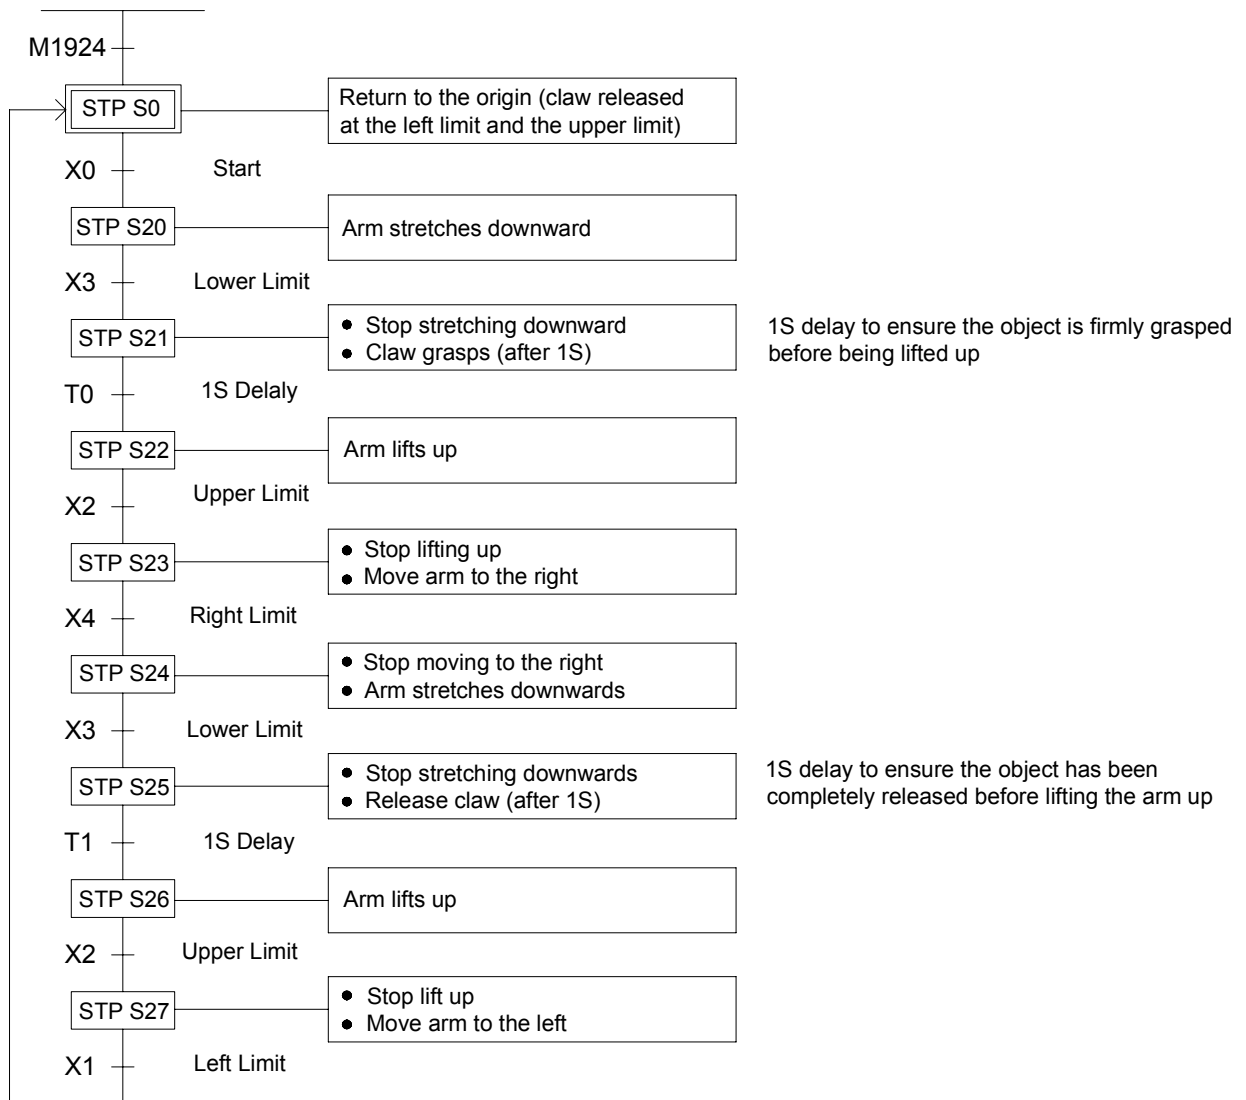 M1924
STP S0
Return to the origin (claw released
at the left limit and the upper limit)
X0
Start
STP S20
Arm stretches downward
X3
Lower Limit
STP S21
● Stop stretching downward
● Claw grasps (after 1S)
1S delay to ensure the object is firmly grasped
before being lifted up
T0
1S Delaly
STP S22
Arm lifts up
X2
Upper Limit
STP S23
● Stop lifting up
● Move arm to the right
X4
Right Limit
STP S24
● Stop moving to the right
● Arm stretches downwards
X3
Lower Limit
STP S25
● Stop stretching downwards
● Release claw (after 1S)
1S delay to ensure the object has been
completely released before lifting the arm up
T1
1S Delay
STP S26
Arm lifts up
X2
Upper Limit
STP S27
● Stop lift up
● Move arm to the left
X1
Left Limit